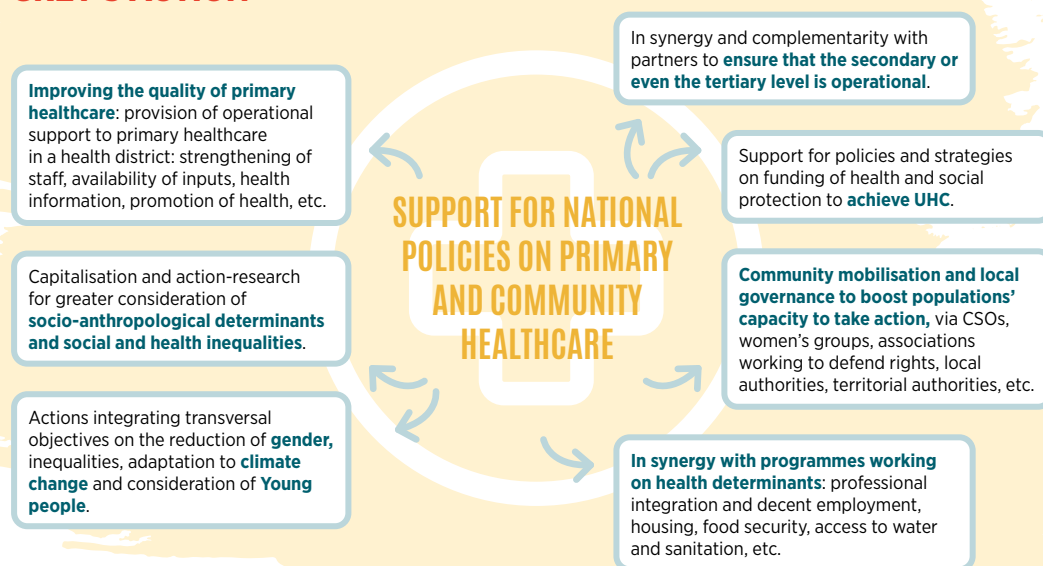 Improving the quality of primary
healthcare: provision of operational
support to primary healthcare
in a health district: strengthening of
staff, availability of inputs, health
information, promotion of health, etc.
Capitalisation and action-research
for greater consideration of
socio-anthropological determinants
and social and health inequalities.
Actions integrating transversal
objectives on the reduction of gender,
inequalities, adaptation to climate
change and consideration of Young
people.
SUPPORT FOR NATIONAL
POLICIES ON PRIMARY
AND COMMUNITY
HEALTHCARE
In synergy and complementarity with
partners to ensure that the secondary or
even the tertiary level is operational.
Support for policies and strategies
on funding of health and social
protection to achieve UHC.
Community mobilisation and local
governance to boost populations’
capacity to take action, via CSOs,
women’s groups, associations
working to defend rights, local
authorities, territorial authorities, etc.
In synergy with programmes working
on health determinants: professional
integration and decent employment,
housing, food security, access to water
and sanitation, etc.